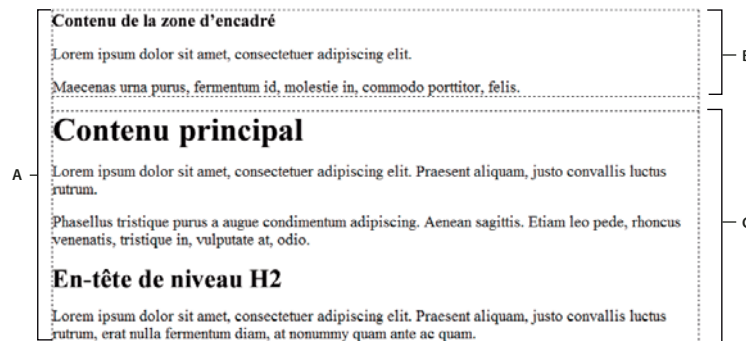 Contenu de la zone d'encadré
Lorem ipsum dolor sit amet, consectetuer adipiscing elit.
B
Maecenas urna purus, fermentum id, molestie in, commodo porttitor, felis.
Contenu principal
A
Lorem ipsum dolor sit amet, consectetuer adipiscing elit. Praesent aliquam, justo convallis luctus
rutrum.
Phasellus tristique purus a augue condimentum adipiscing. Aenean sagittis. Etiam leo pede, rhoncus
C
venenatis, tristique in, vulputate at, odio.
En-tête de niveau H2
Lorem ipsum dolor sit amet, consectetuer adipiscing elit. Praesent aliquam, justo convallis luctus
rutrum, erat nulla fermentum diam, at nonummy quam ante ac quam.